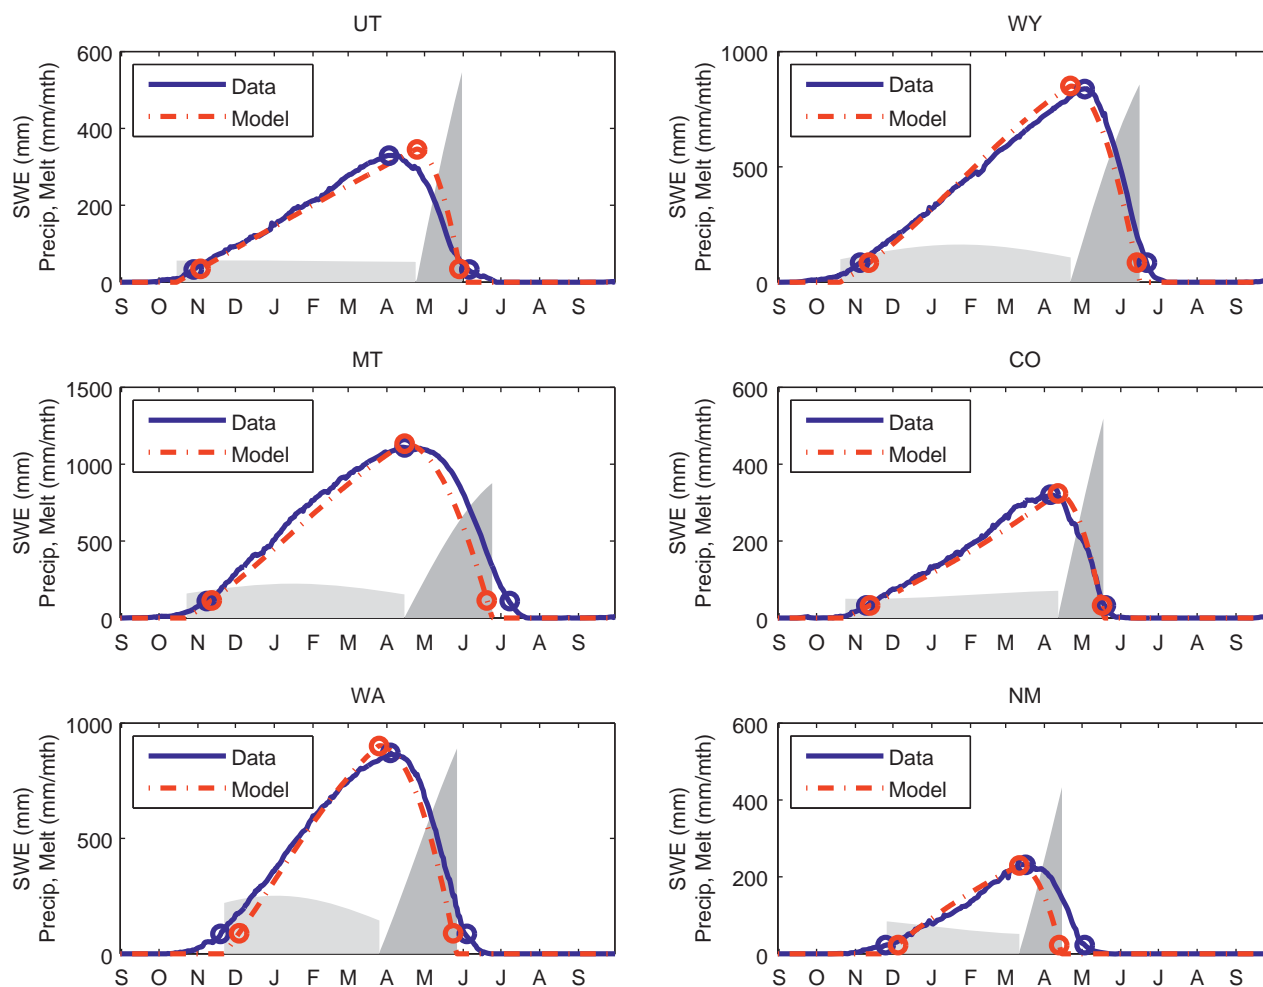 UT
600
400
200
0
SWE (mm)
Precip, Melt (mm/mth)
Data
Model
S O N D J F M A M J J A S
WY
1000
500
0
SWE (mm)
Precip, Melt (mm/mth)
Data
Model
S O N D J F M A M J J A S
MT
1500
1000
500
0
SWE (mm)
Precip, Melt (mm/mth)
Data
Model
S O N D J F M A M J J A S
CO
600
400
200
0
SWE (mm)
Precip, Melt (mm/mth)
Data
Model
S O N D J F M A M J J A S
WA
1000
500
0
SWE (mm)
Precip, Melt (mm/mth)
Data
Model
S O N D J F M A M J J A S
NM
600
400
200
0
SWE (mm)
Precip, Melt (mm/mth)
Data
Model
S O N D J F M A M J J A S